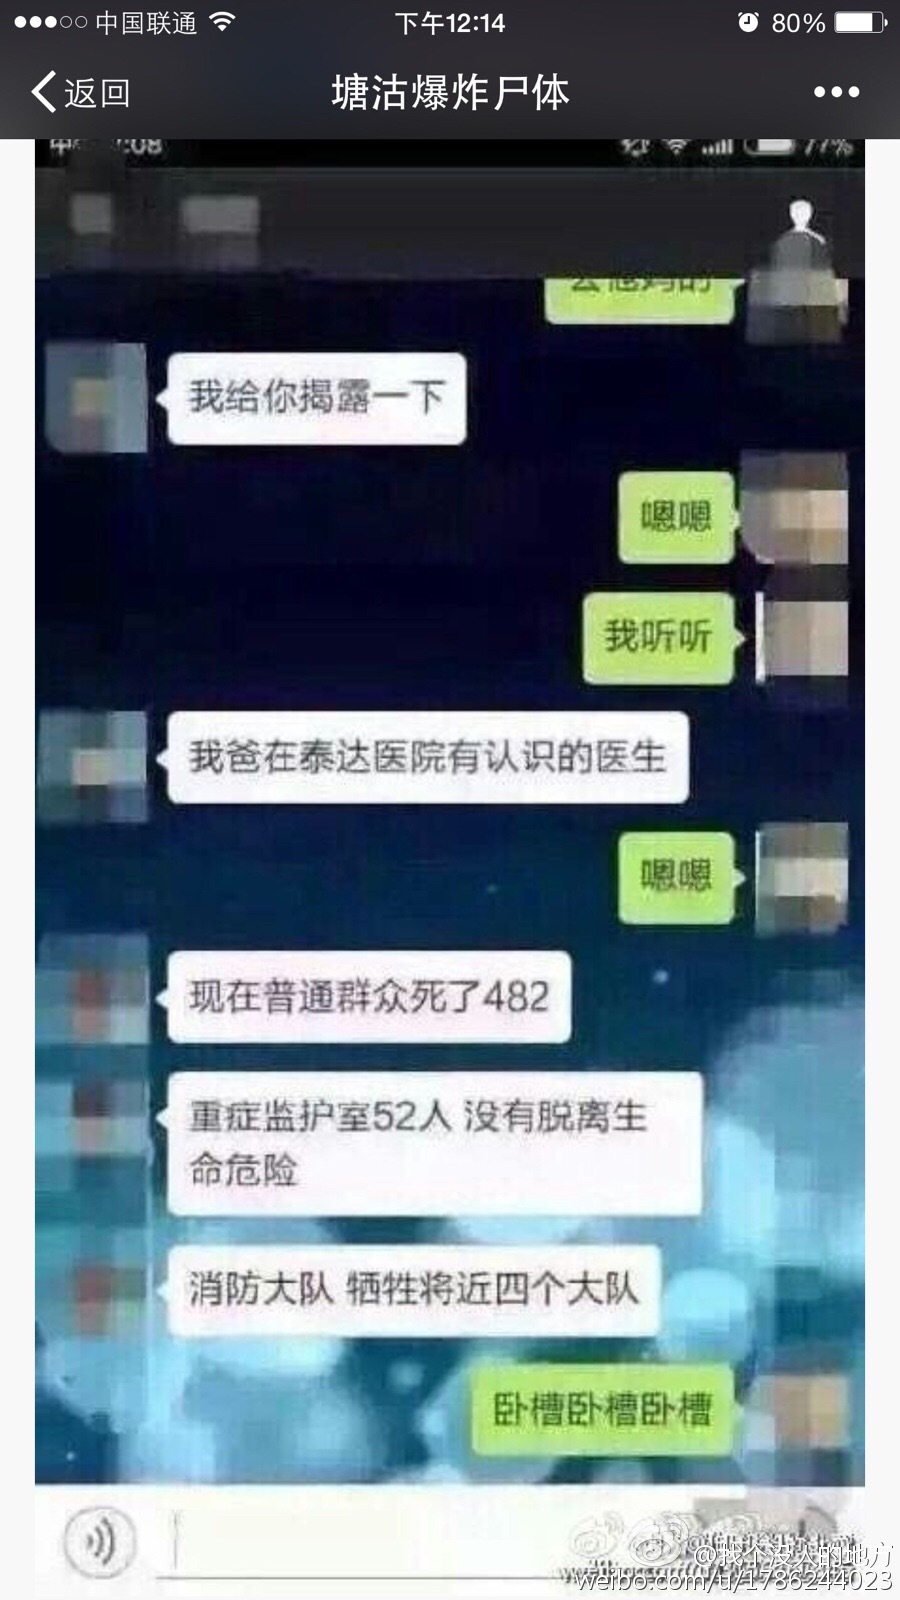 中国联通
下午12:14
80%
返回
塘沽爆炸尸体
77%
我给你揭露一下
嗯嗯
我听听
我爸在泰达医院有认识的医生
嗯嗯
现在普通群众死了482
重症监护室52人 没有脱离生
命危险
消防大队 牺牲将近四个大队
卧槽卧槽卧槽
@找个没人的地方
weibo.com/u/1786244023